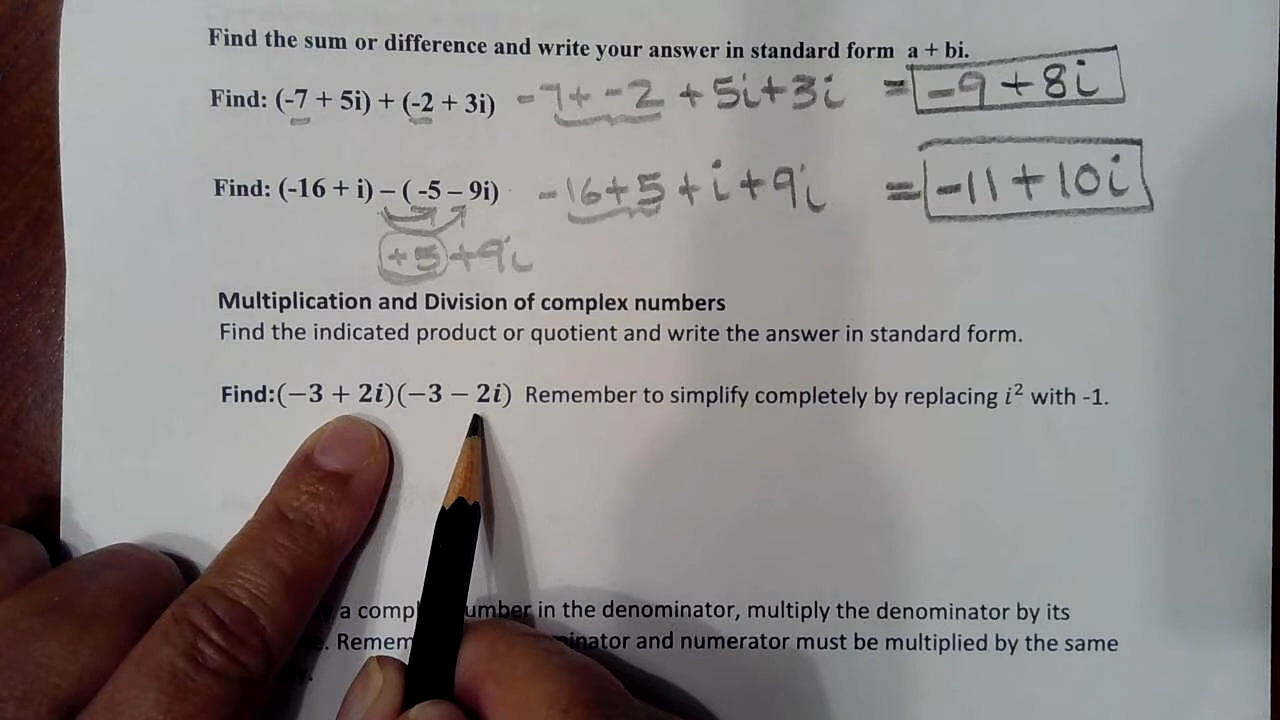 Find the sum or difference and write your answer in standard form a + bi.
Find: (-7 + 5i) + (-2 + 3i) -7+ -2 +5i+3i = -9+8i
Find: (-16 + i) – ( -5 – 9i) -16+5+i+9i = -11+10i
+5+9i
Multiplication and Division of complex numbers
Find the indicated product or quotient and write the answer in standard form.
Find:(−3 + 2i)(−3 − 2i) Remember to simplify completely by replacing i² with -1.
a comp umber in the denominator, multiply the denominator by its
. Remem inator and numerator must be multiplied by the same